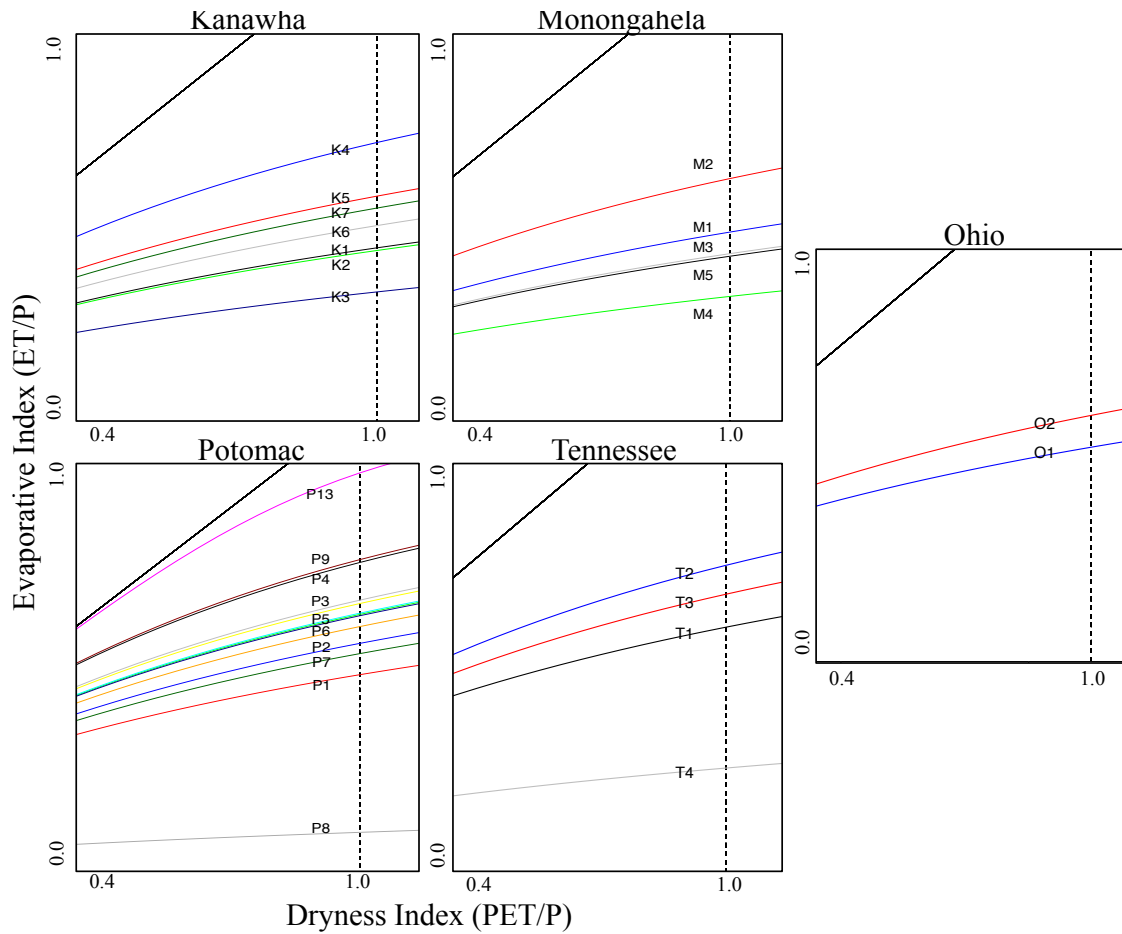 Kanawha
1.0
K4
K5
K7
K6
K1
K2
K3
0.0
0.4
1.0
Monongahela
1.0
M2
M1
M3
M5
M4
0.0
0.4
1.0
Ohio
1.0
O2
O1
0.0
0.4
1.0
Evaporative Index (ET/P)
Potomac
1.0
P13
P9
P4
P3
P5
P6
P2
P7
P1
P8
0.0
0.4
1.0
Tennessee
1.0
T2
T3
T1
T4
0.0
0.4
1.0
Dryness Index (PET/P)